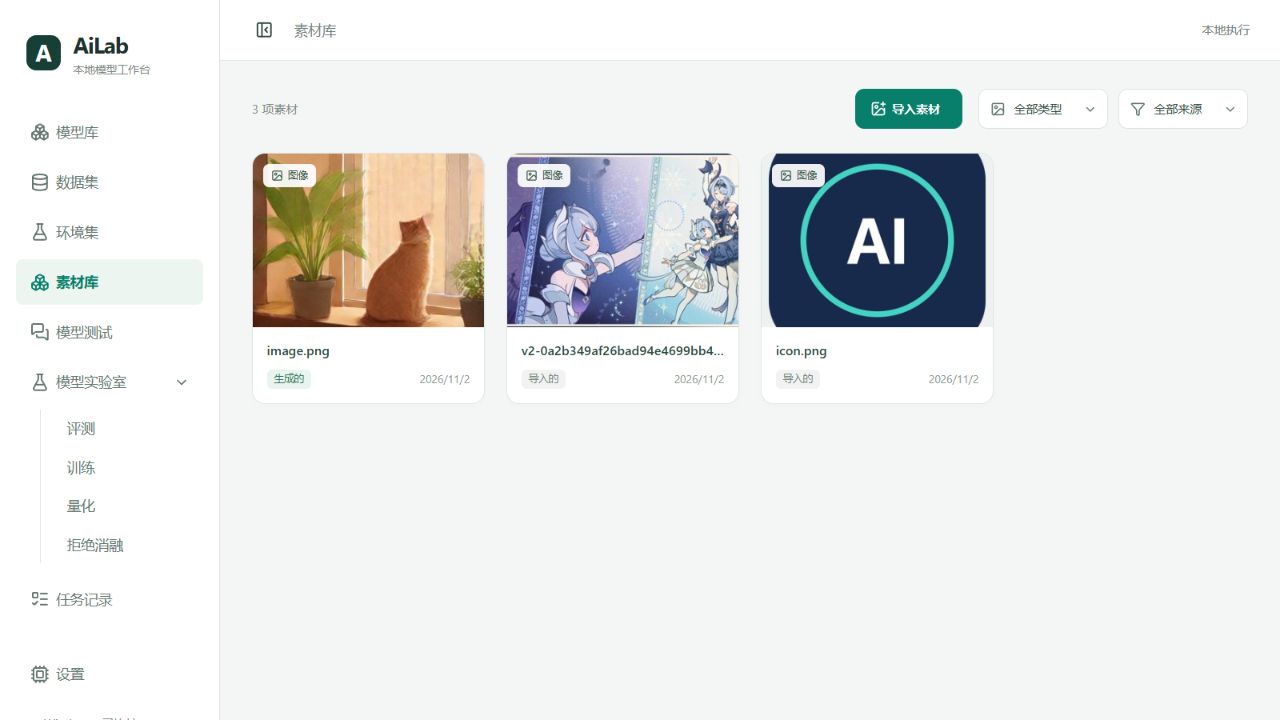 A
AiLab
本地模型工作台
模型库
数据集
环境集
素材库
模型测试
模型实验室
评测
训练
量化
拒绝消融
任务记录
设置
素材库
本地执行
3 项素材
导入素材
全部类型
全部来源
图像
image.png
生成的
2026/11/2
图像
v2-0a2b349af26bad94e4699bb4...
导入的
2026/11/2
图像
AI
icon.png
导入的
2026/11/2